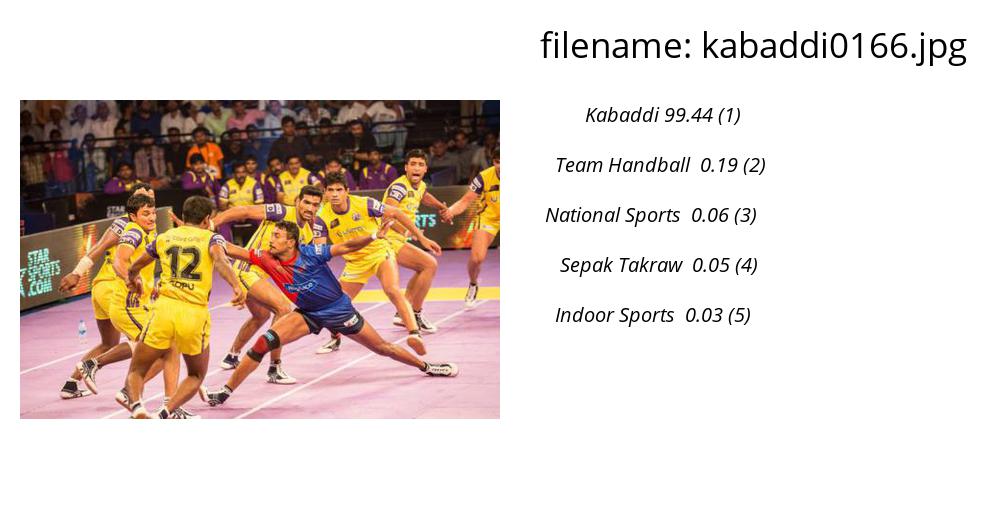 filename: kabaddi0166.jpg
Kabaddi 99.44 (1)
Team Handball 0.19 (2)
National Sports 0.06 (3)
Sepak Takraw 0.05 (4)
Indoor Sports 0.03 (5)
STAR
SPORTS
.COM
STAR
12
GOPU
RTS